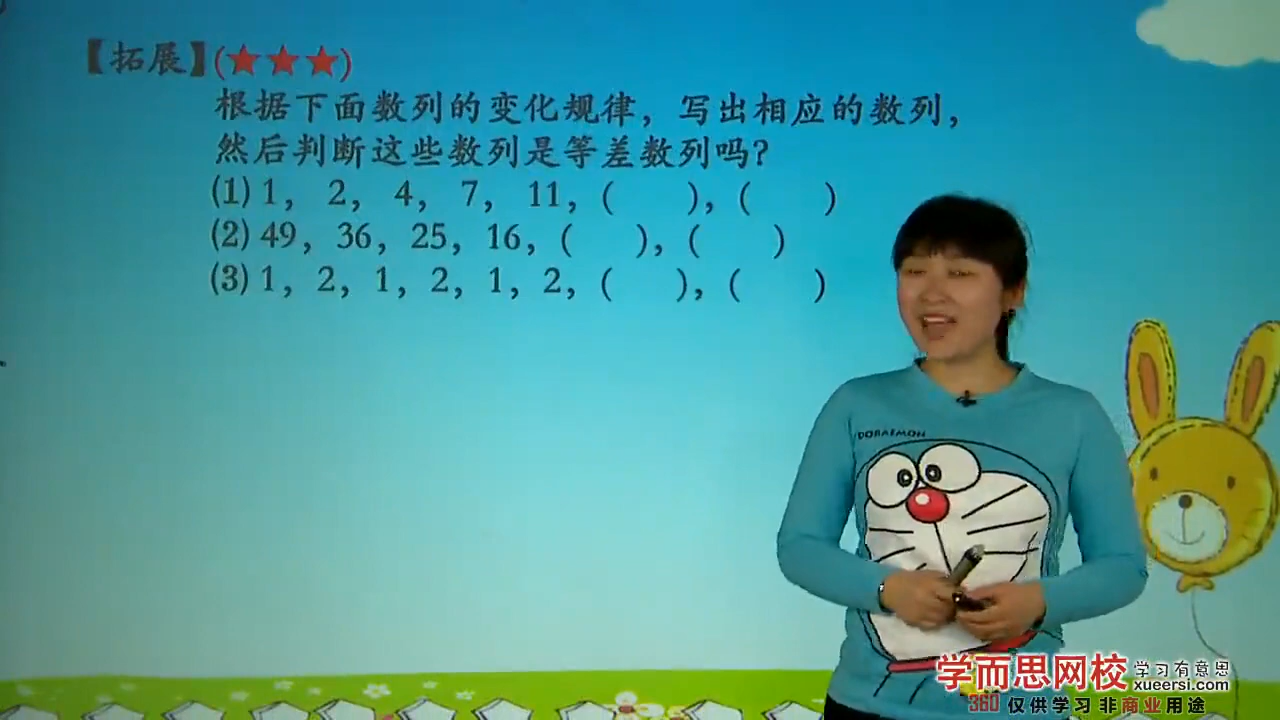 【拓展】(★★★)
根据下面数列的变化规律，写出相应的数列，
然后判断这些数列是等差数列吗？
(1) 1， 2， 4， 7， 11，(    )，(    )
(2) 49，36，25，16，(    )，(    )
(3) 1，2，1，2，1，2，(    )，(    )
DORAEMON
学而思网校 学习有意思
xueersi.com
360 仅供学习 非商业用途